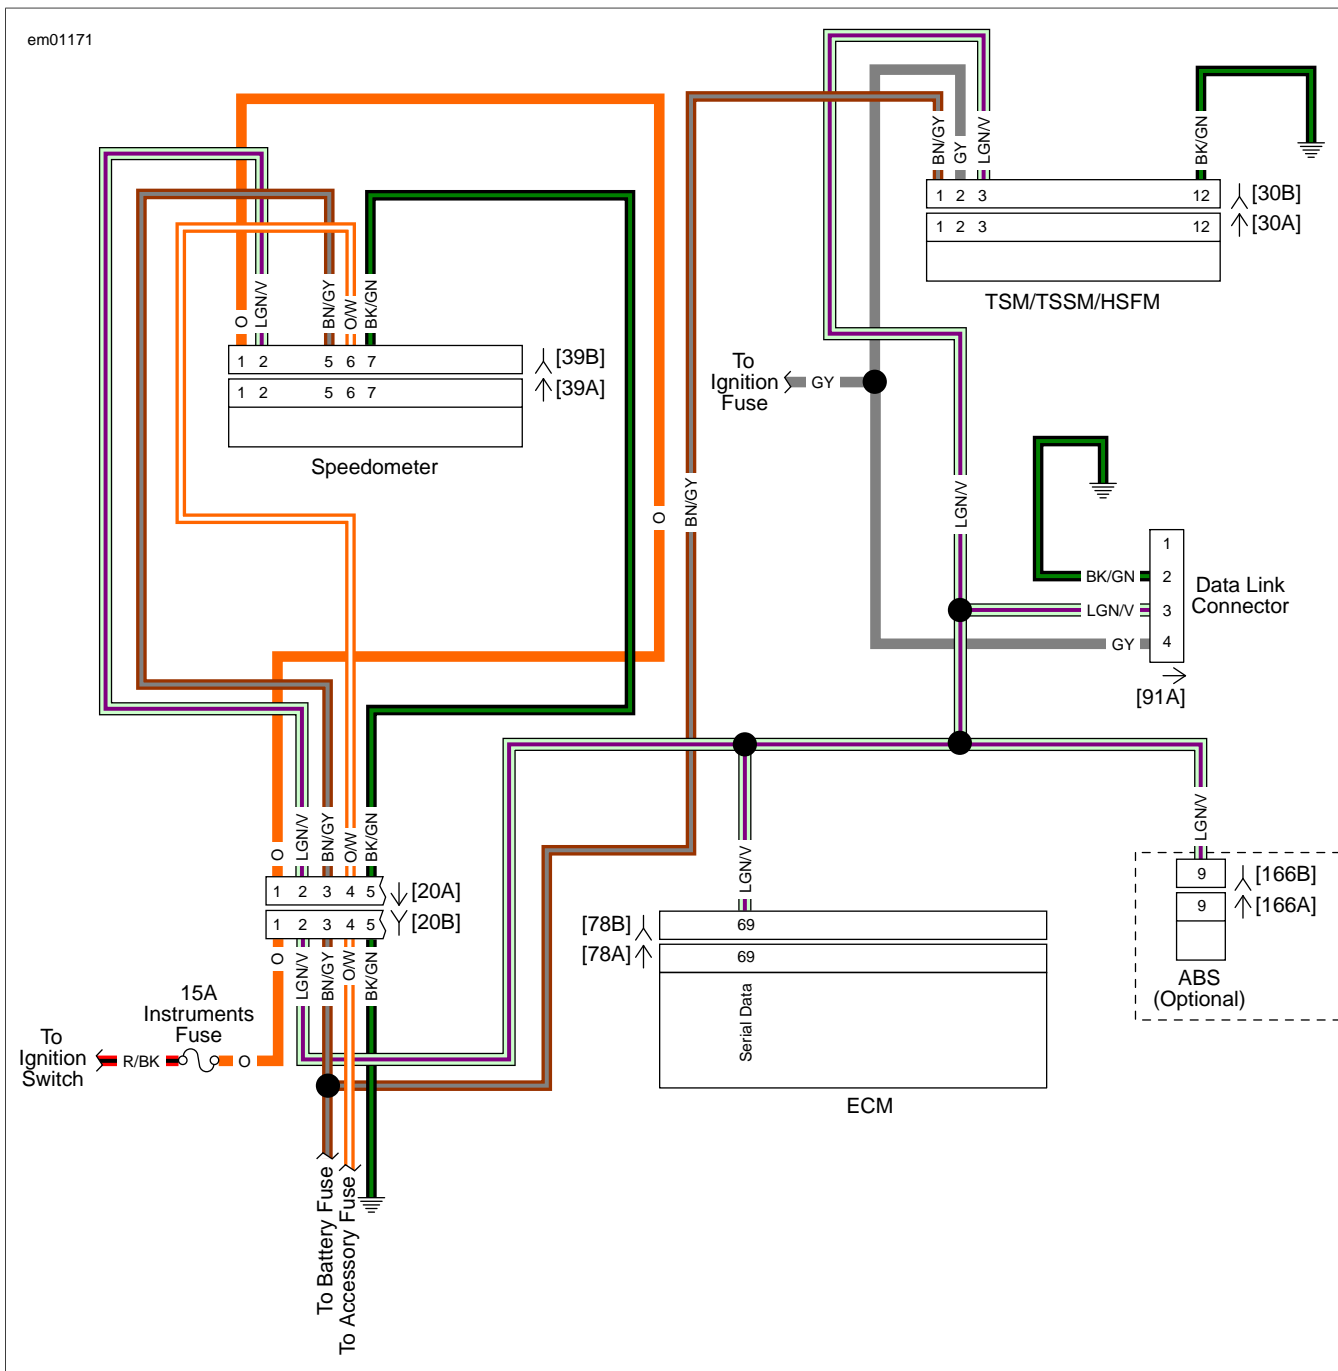 em01171
BN/GY
GY
LGN/V
BK/GN
1 2 3 12
[30B]
1 2 3 12
[30A]
TSM/TSSM/HSFM
O
LGN/V
BN/GY
O/W
BK/GN
1 2 5 6 7
[39B]
1 2 5 6 7
[39A]
Speedometer
To
Ignition
Fuse
GY
O
BN/GY
LGN/V
1
BK/GN 2
LGN/V 3
GY 4
Data Link
Connector
[91A]
O
LGN/V
BN/GY
O/W
BK/GN
1 2 3 4 5
[20A]
1 2 3 4 5
[20B]
O
LGN/V
BN/GY
O/W
BK/GN
LGN/V
[78B]
69
[78A]
69
Serial Data
ECM
LGN/V
9
[166B]
9
[166A]
ABS
(Optional)
15A
Instruments
Fuse
To
Ignition
Switch
R/BK
O
To Battery Fuse
To Accessory Fuse